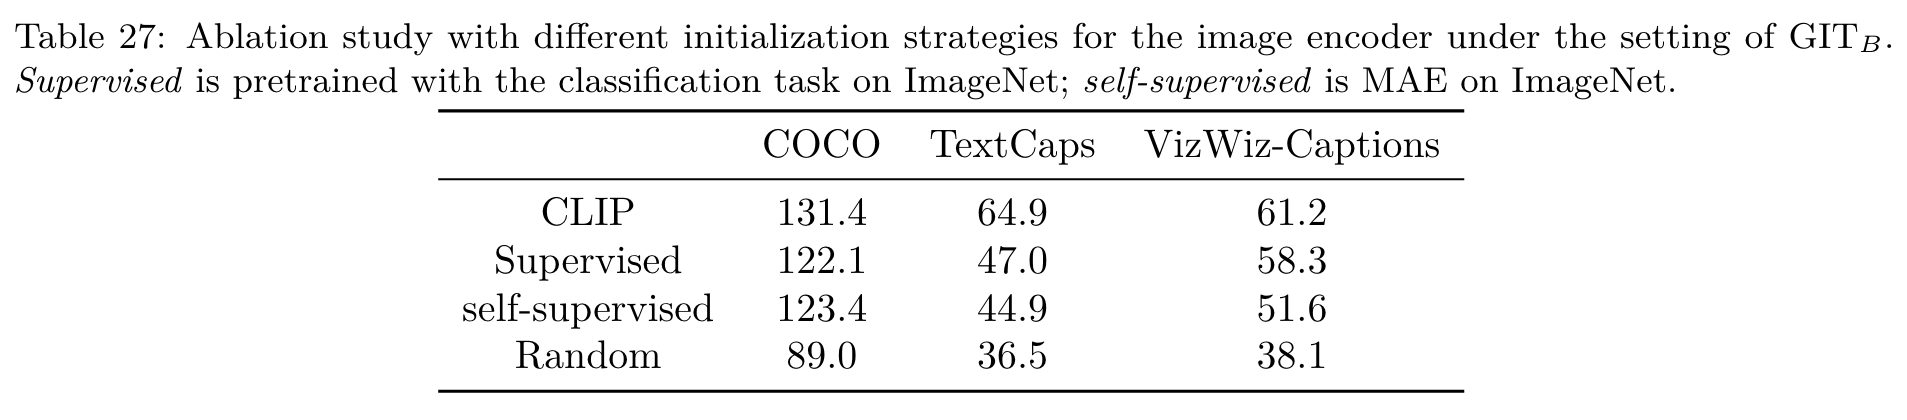 Table 27: Ablation study with different initialization strategies for the image encoder under the setting of GIT_B.
Supervised is pretrained with the classification task on ImageNet; self-supervised is MAE on ImageNet.
COCO TextCaps VizWiz-Captions
CLIP 131.4 64.9 61.2
Supervised 122.1 47.0 58.3
self-supervised 123.4 44.9 51.6
Random 89.0 36.5 38.1